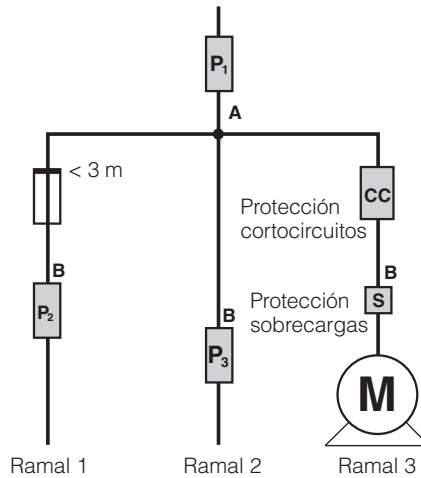 P₁
A
< 3 m
CC
Protección
cortocircuitos
B
B
P₂
Protección
sobrecargas
S
B
P₃
M
Ramal 1
Ramal 2
Ramal 3